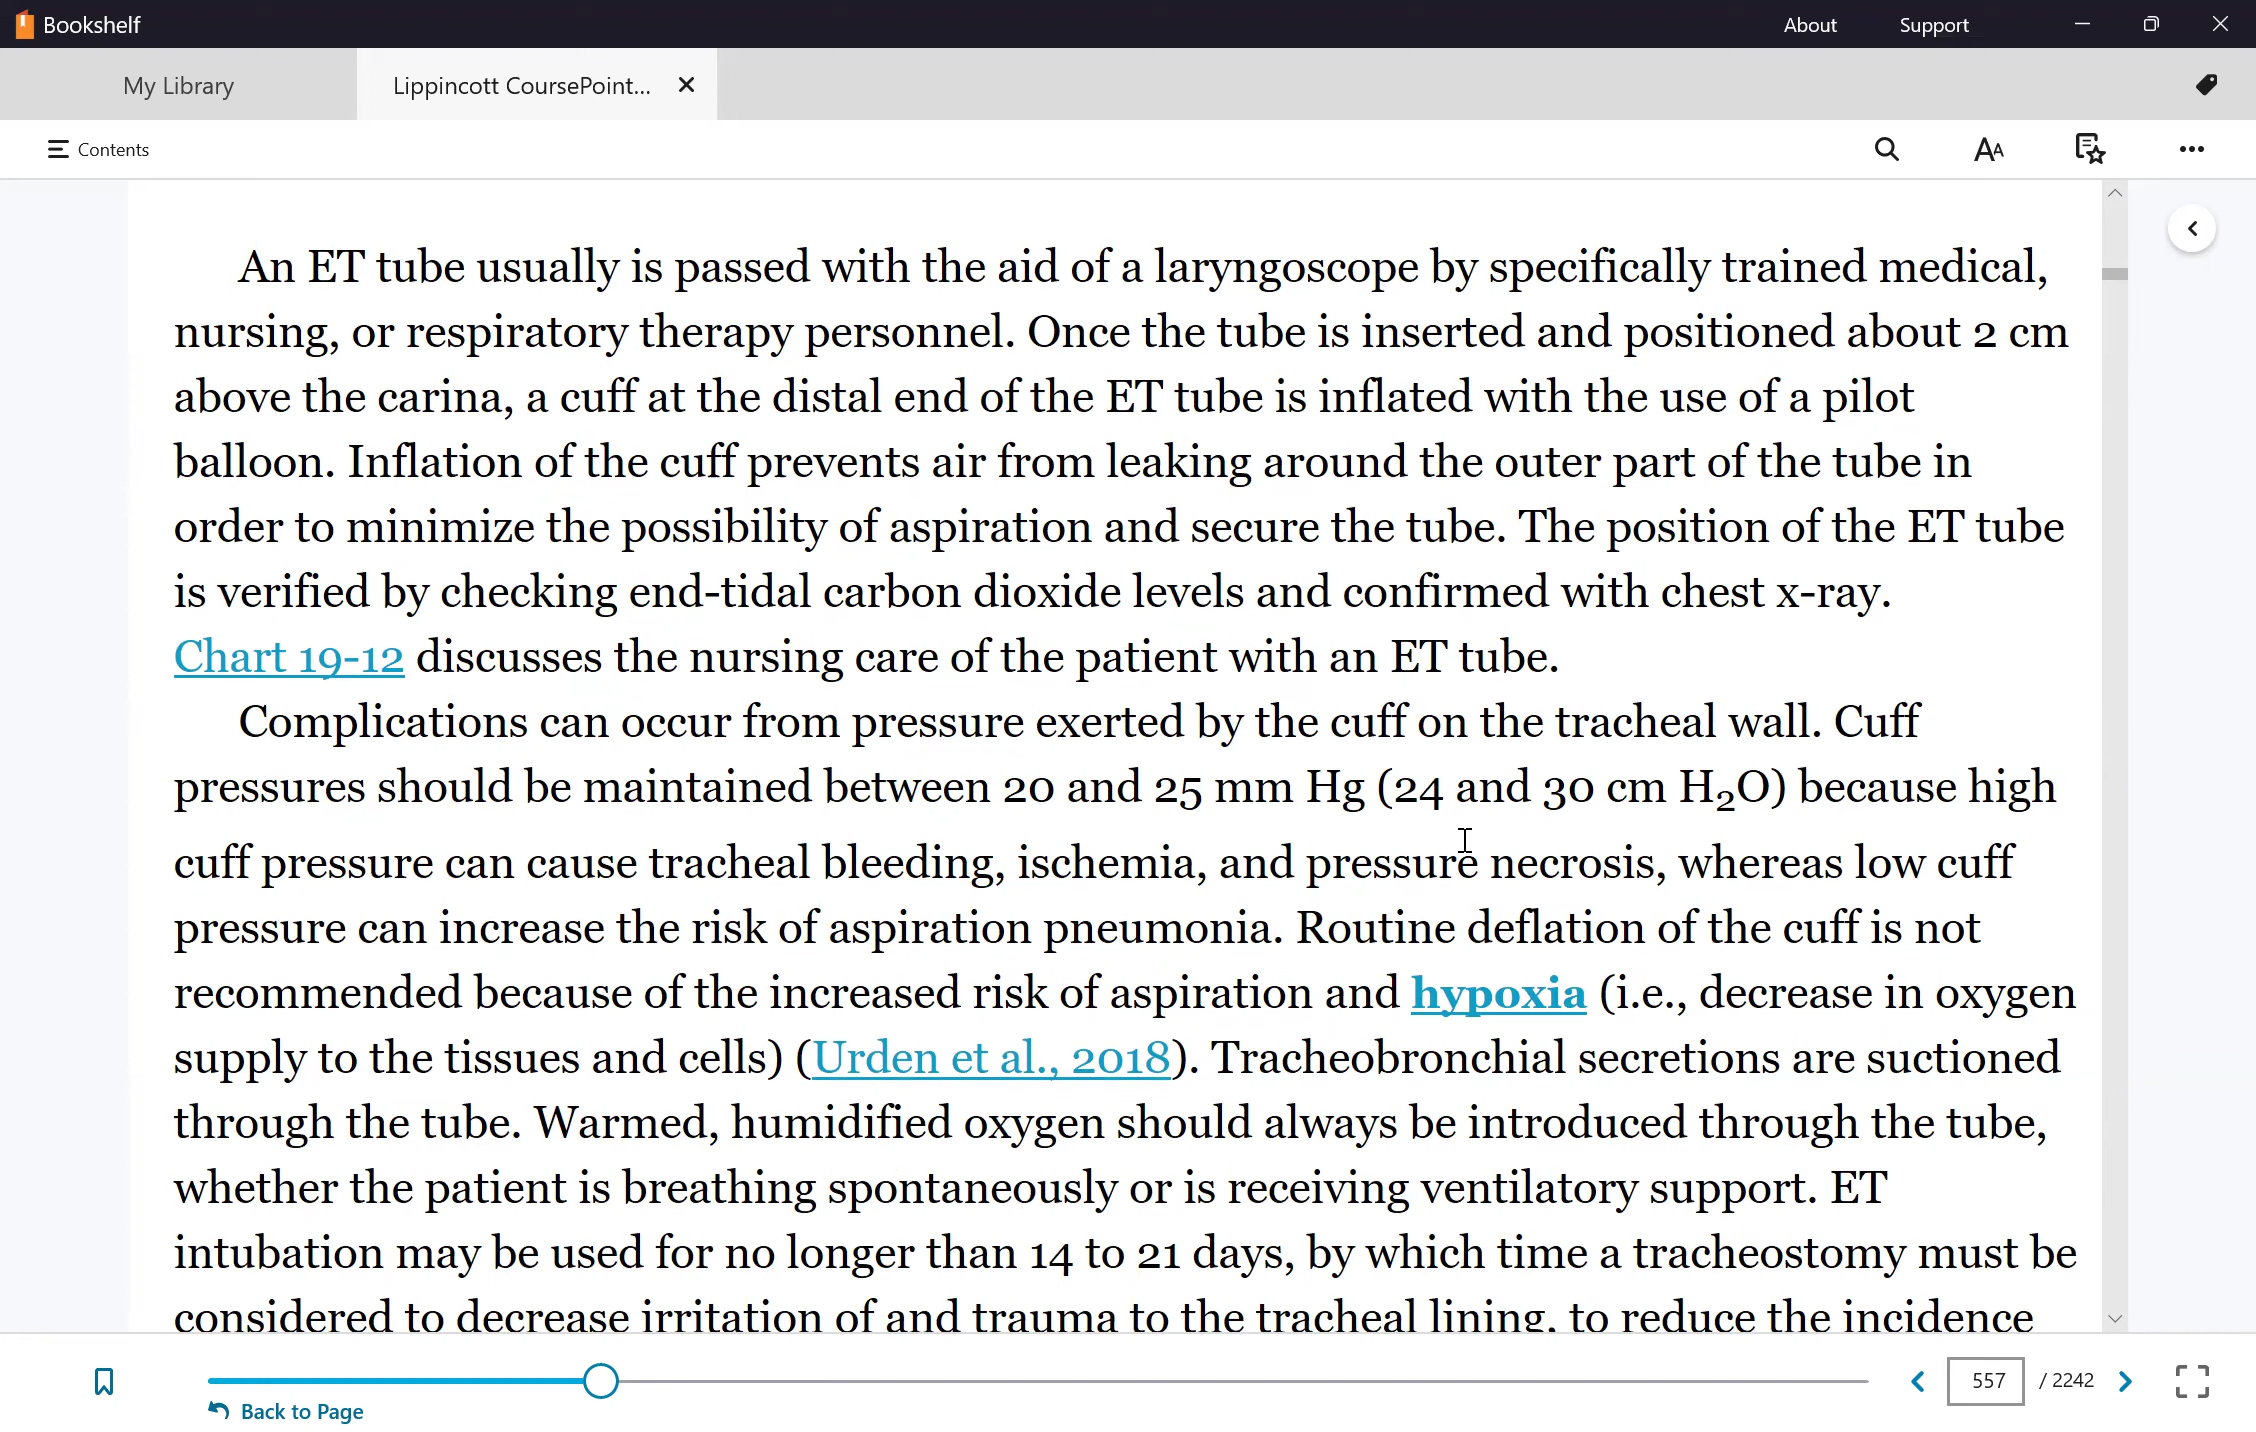 Bookshelf
About Support
My Library
Lippincott CoursePoint...
Contents
An ET tube usually is passed with the aid of a laryngoscope by specifically trained medical,
nursing, or respiratory therapy personnel. Once the tube is inserted and positioned about 2 cm
above the carina, a cuff at the distal end of the ET tube is inflated with the use of a pilot
balloon. Inflation of the cuff prevents air from leaking around the outer part of the tube in
order to minimize the possibility of aspiration and secure the tube. The position of the ET tube
is verified by checking end-tidal carbon dioxide levels and confirmed with chest x-ray.
Chart 19-12 discusses the nursing care of the patient with an ET tube.
Complications can occur from pressure exerted by the cuff on the tracheal wall. Cuff
pressures should be maintained between 20 and 25 mm Hg (24 and 30 cm H₂O) because high
cuff pressure can cause tracheal bleeding, ischemia, and pressure necrosis, whereas low cuff
pressure can increase the risk of aspiration pneumonia. Routine deflation of the cuff is not
recommended because of the increased risk of aspiration and hypoxia (i.e., decrease in oxygen
supply to the tissues and cells) (Urden et al., 2018). Tracheobronchial secretions are suctioned
through the tube. Warmed, humidified oxygen should always be introduced through the tube,
whether the patient is breathing spontaneously or is receiving ventilatory support. ET
intubation may be used for no longer than 14 to 21 days, by which time a tracheostomy must be
considered to decrease irritation of and trauma to the tracheal lining, to reduce the incidence
557 / 2242
Back to Page